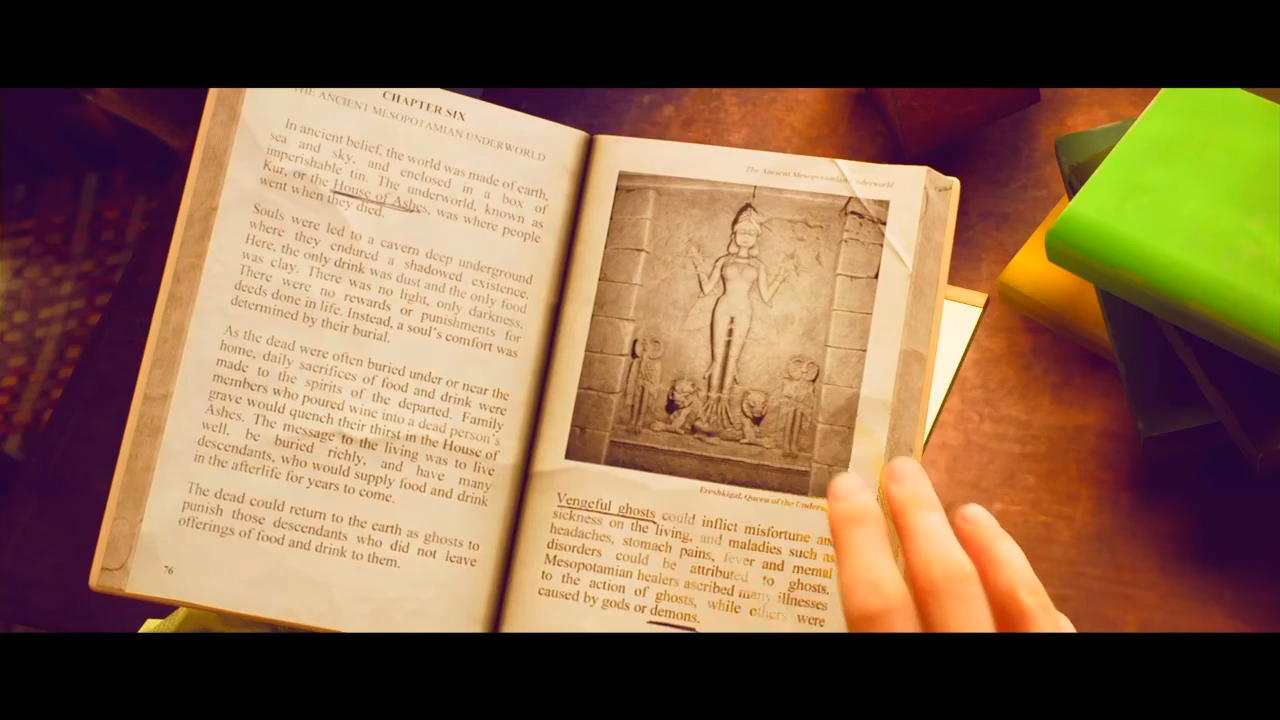 CHAPTER SIX
THE ANCIENT MESOPOTAMIAN UNDERWORLD
In ancient belief, the world was made of earth,
sea and sky, and enclosed in a box of
imperishable tin. The underworld, known as
Kur, or the House of Ashes, was where people
went when they died.
Souls were led to a cavern deep underground
where they endured a shadowed existence.
Here, the only drink was dust and the only food
was clay. There was no light, only darkness.
There were no rewards or punishments for
deeds done in life. Instead, a soul's comfort was
determined by their burial.
As the dead were often buried under or near the
home, daily sacrifices of food and drink were
made to the spirits of the departed. Family
members who poured wine into a dead person's
grave would quench their thirst in the House of
Ashes. The message to the living was to live
well, be buried richly, and have many
descendants, who would supply food and drink
in the afterlife for years to come.
The dead could return to the earth as ghosts to
punish those descendants who did not leave
offerings of food and drink to them.
76
The Ancient Mesopotamian Underworld
Ereshkigal, Queen of the
Vengeful ghosts could inflict misfortune
sickness on the living, and maladies such as
headaches, stomach pains, fever and mental
disorders could be attributed to ghosts.
Mesopotamian healers ascribed many illnesses
to the action of ghosts, while others were
caused by gods or demons.